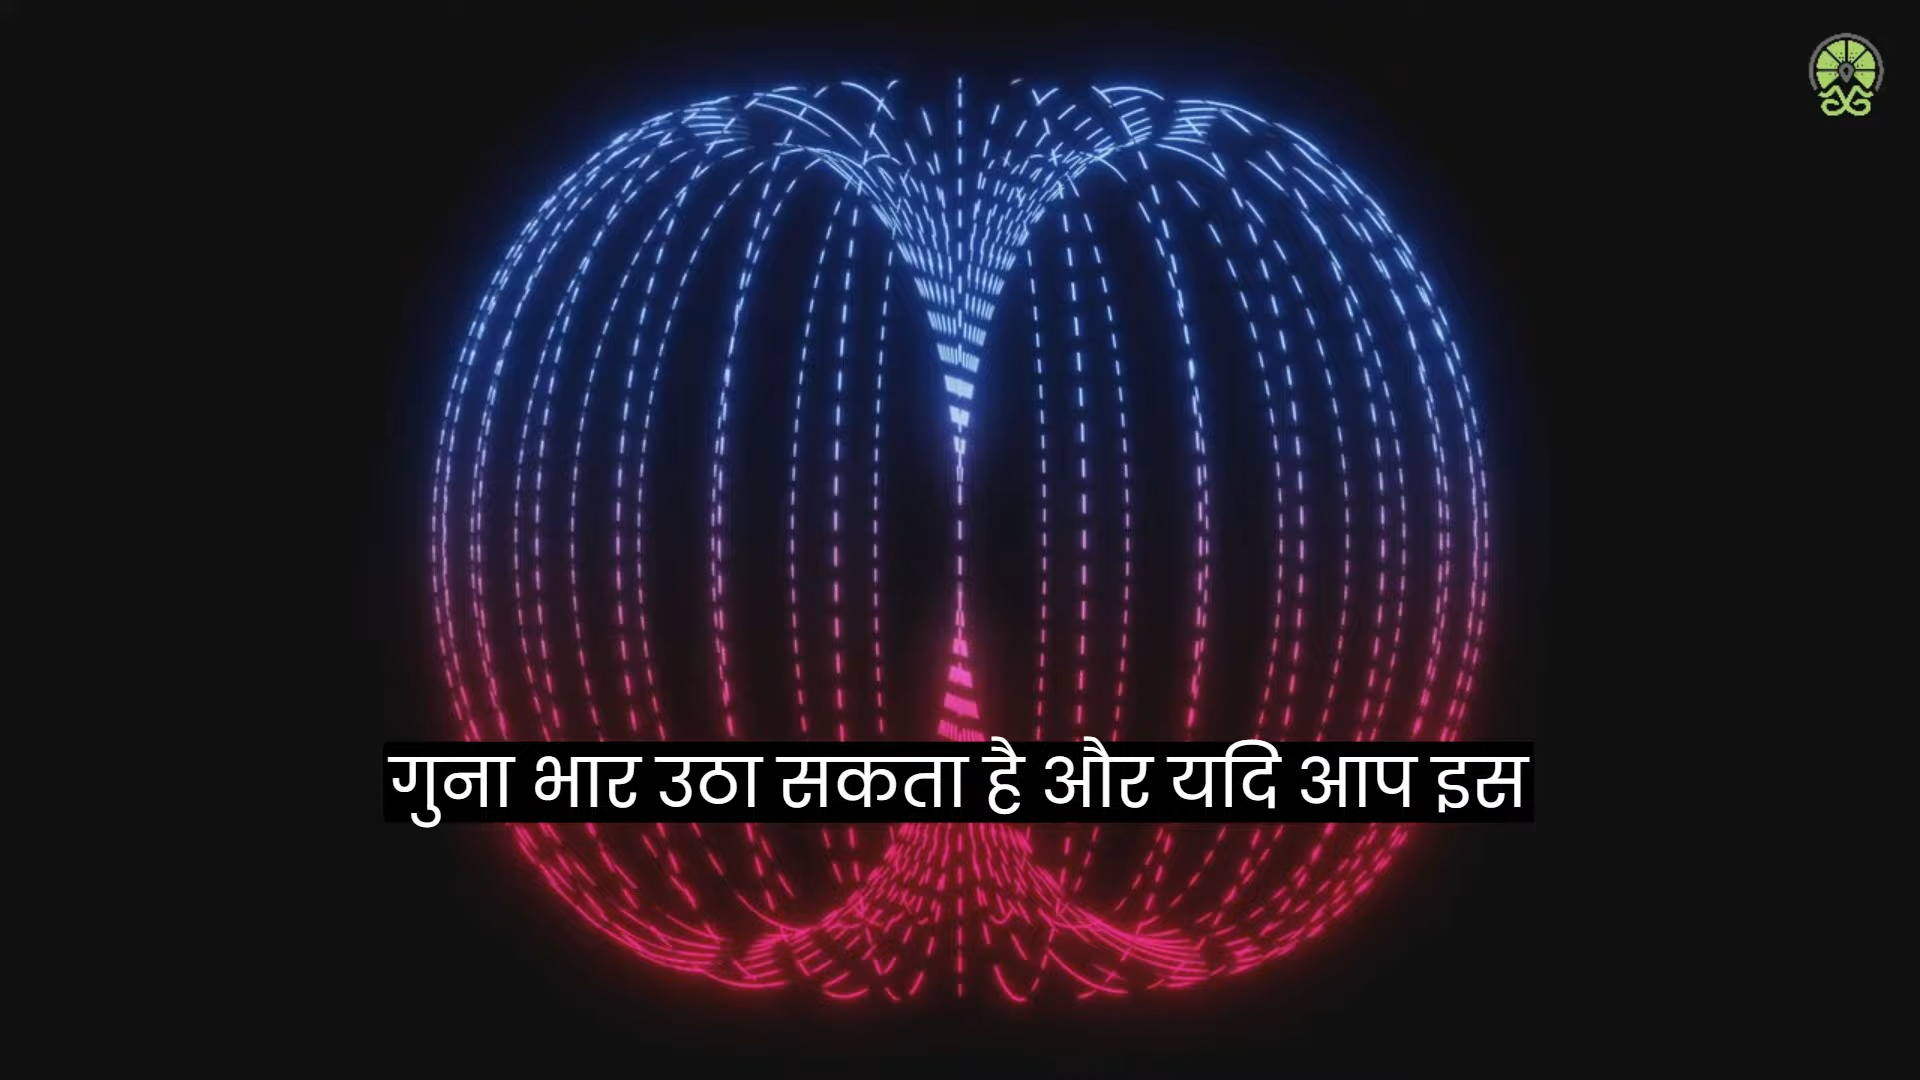 गुना भार उठा सकता है और यदि आप इस